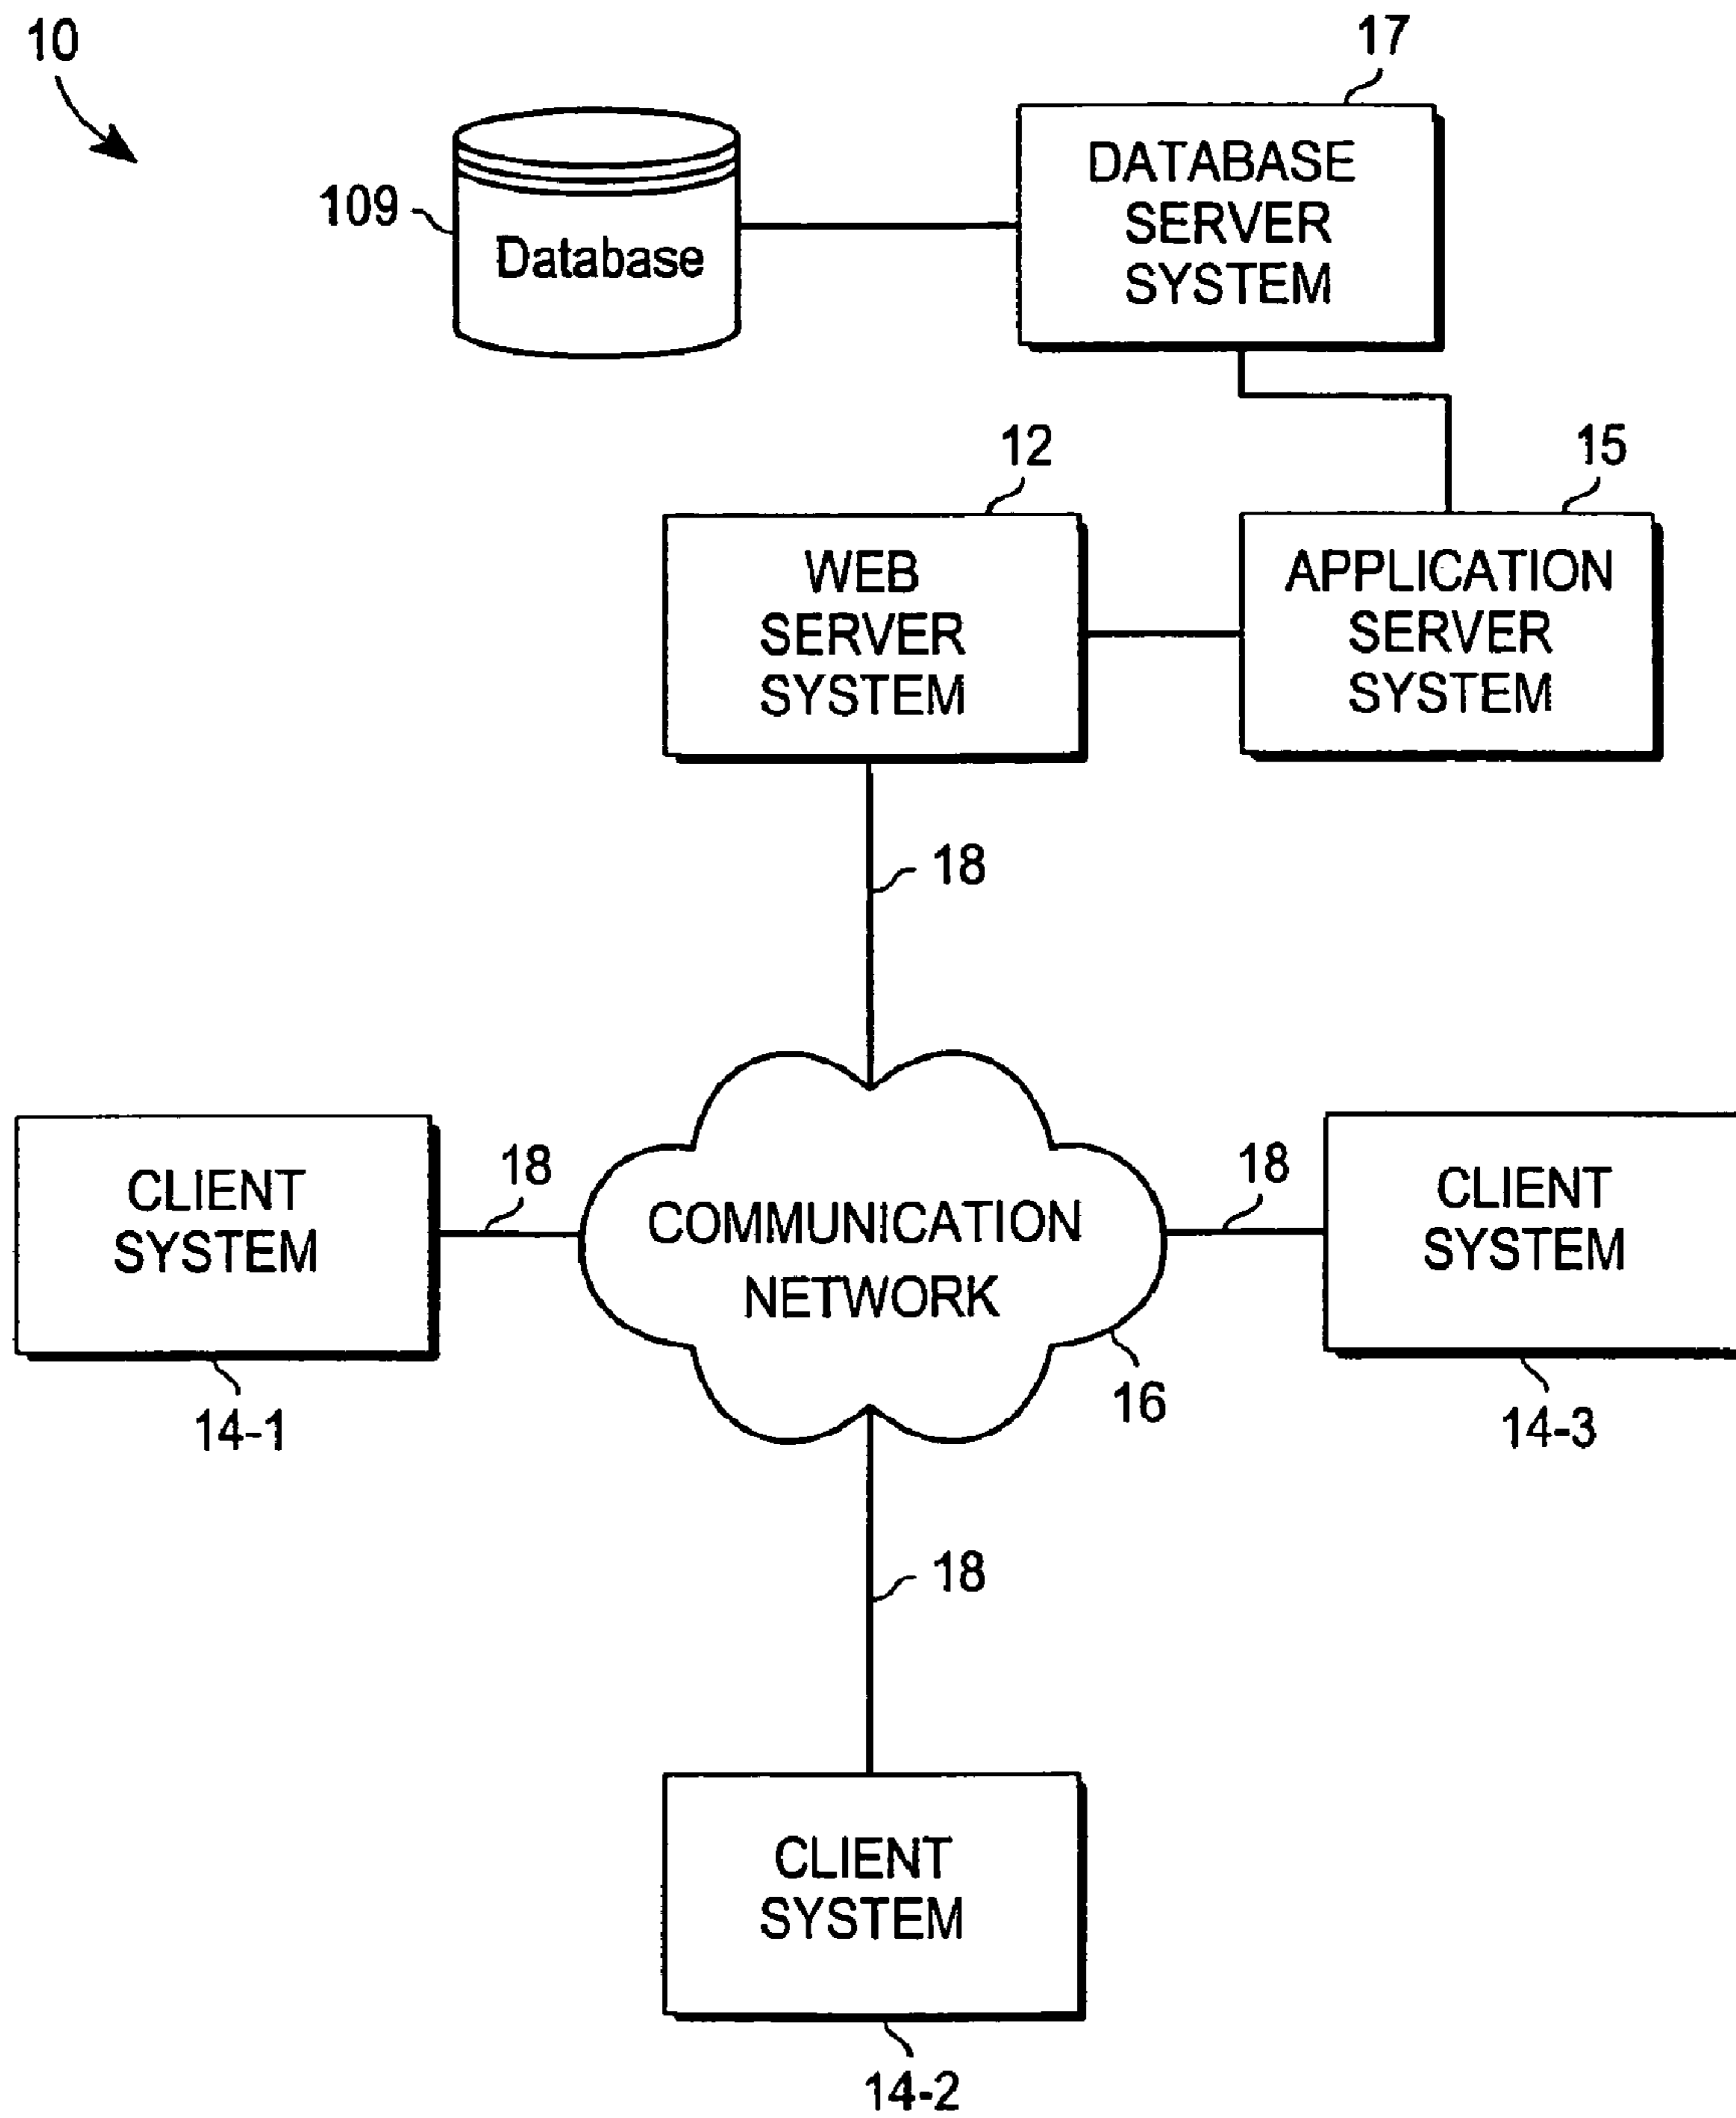 10
17
109
Database
DATABASE
SERVER
SYSTEM
12
15
WEB
SERVER
SYSTEM
APPLICATION
SERVER
SYSTEM
18
CLIENT
SYSTEM
18
COMMUNICATION
NETWORK
18
CLIENT
SYSTEM
14-1
16
14-3
18
CLIENT
SYSTEM
14-2